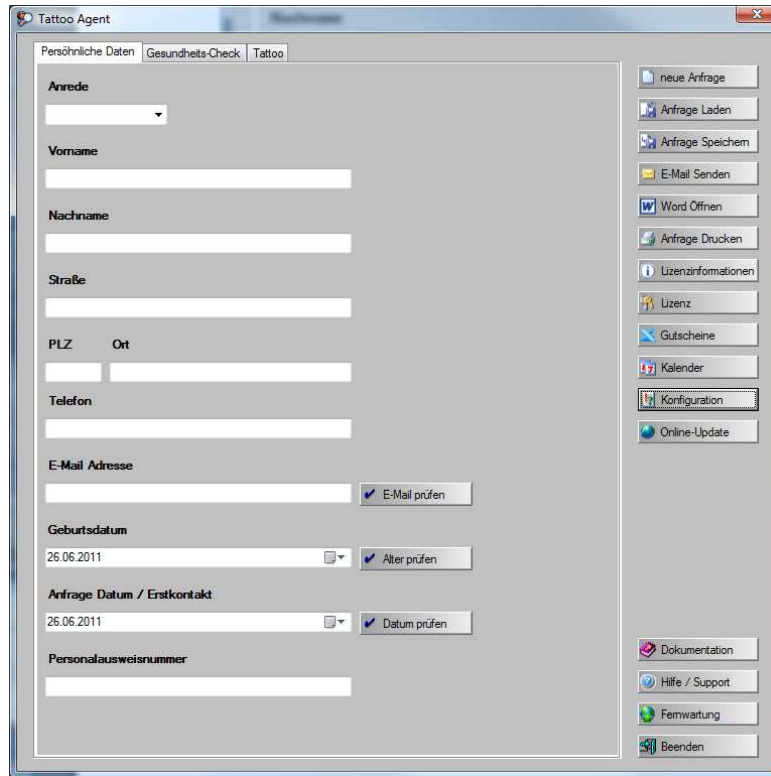 Tattoo Agent
Persöhnliche Daten
Gesundheits-Check
Tattoo
Anrede
Vorname
Nachname
Straße
PLZ Ort
Telefon
E-Mail Adresse
E-Mail prüfen
Geburtsdatum
26.06.2011
Alter prüfen
Anfrage Datum / Erstkontakt
26.06.2011
Datum prüfen
Personalausweisnummer
neue Anfrage
Anfrage Laden
Anfrage Speichern
E-Mail Senden
Word Öffnen
Anfrage Drucken
Lizenzinformationen
Lizenz
Gutscheine
Kalender
Konfiguration
Online-Update
Dokumentation
Hilfe / Support
Fernwartung
Beenden